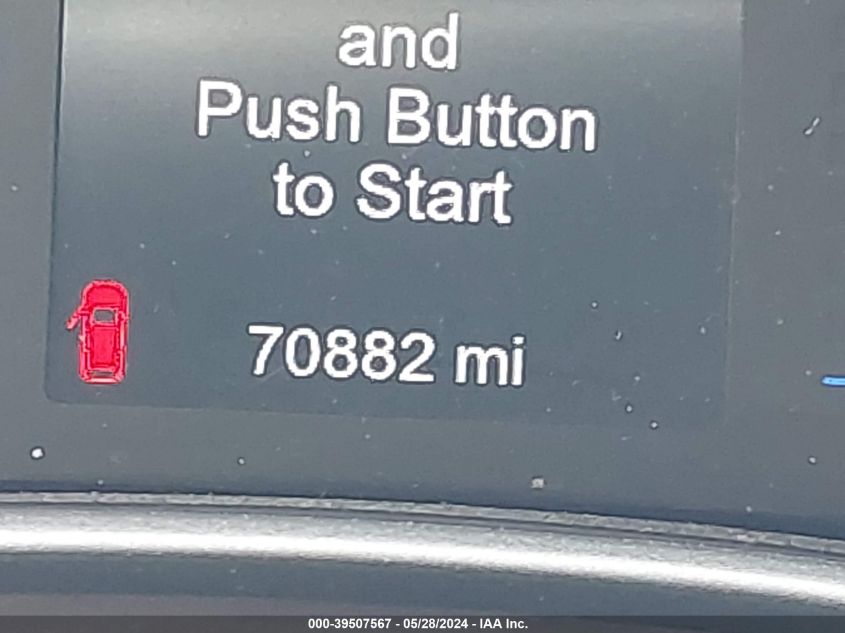 and
Push Button
to Start
70882 mi
000-39507567 - 05/28/2024 - IAA Inc.